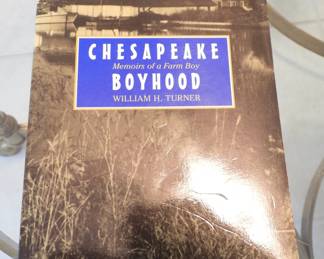 CHESAPEAKE
Memoirs of a Farm Boy
BOYHOOD
WILLIAM H. TURNER